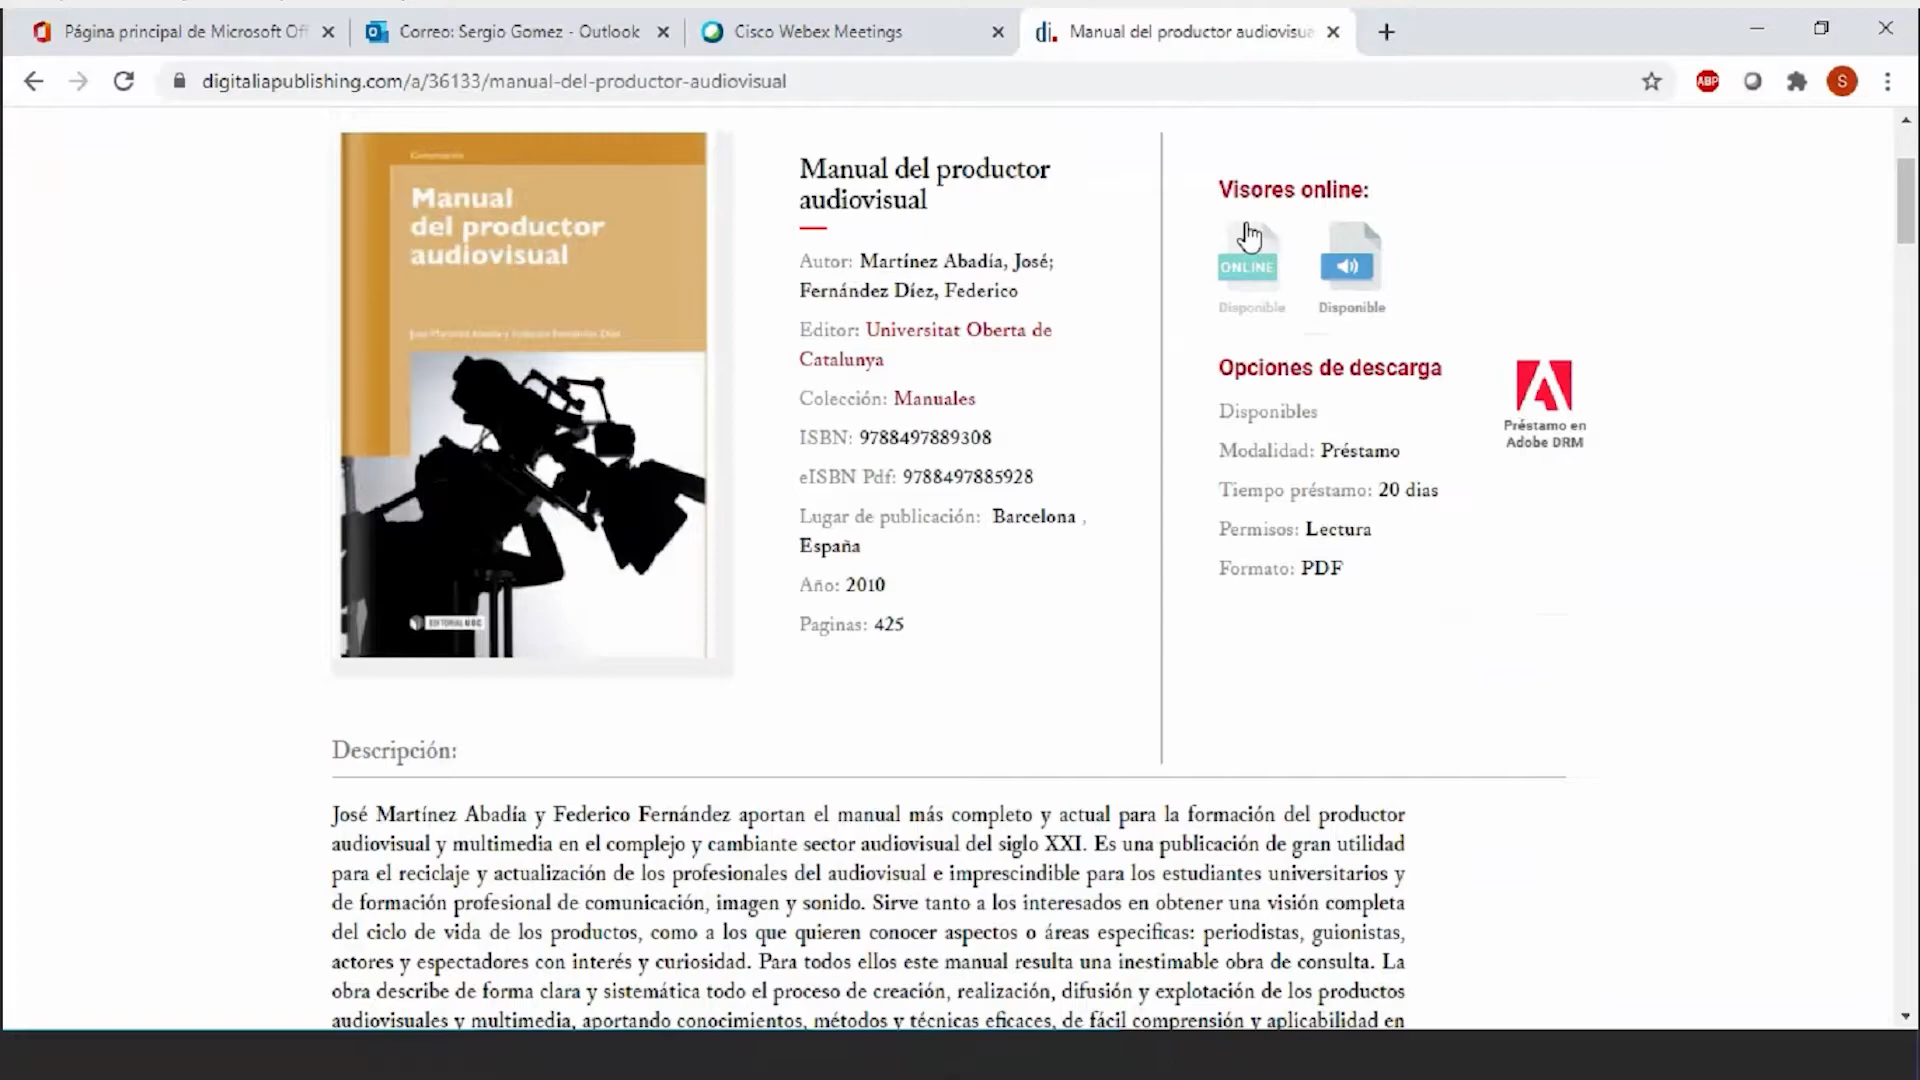 Página principal de Microsoft Of
Correo: Sergio Gomez - Outlook
Cisco Webex Meetings
di.
Manual del productor audiovisua
digitaliapublishing.com/a/36133/manual-del-productor-audiovisual
ABP
S
Manual
del productor
audiovisual
EDITORIAL UOC
Manual del productor
audiovisual
Autor: Martínez Abadía, José;
Fernández Díez, Federico
Editor: Universitat Oberta de
Catalunya
Colección: Manuales
ISBN: 9788497889308
eISBN Pdf: 9788497885928
Lugar de publicación: Barcelona ,
España
Año: 2010
Paginas: 425
Visores online:
ONLINE
Disponible
Disponible
Opciones de descarga
Disponibles
Modalidad: Préstamo
Tiempo préstamo: 20 dias
Permisos: Lectura
Formato: PDF
Préstamo en
Adobe DRM
Descripción:
José Martínez Abadía y Federico Fernández aportan el manual más completo y actual para la formación del productor
audiovisual y multimedia en el complejo y cambiante sector audiovisual del siglo XXI. Es una publicación de gran utilidad
para el reciclaje y actualización de los profesionales del audiovisual e imprescindible para los estudiantes universitarios y
de formación profesional de comunicación, imagen y sonido. Sirve tanto a los interesados en obtener una visión completa
del ciclo de vida de los productos, como a los que quieren conocer aspectos o áreas especificas: periodistas, guionistas,
actores y espectadores con interés y curiosidad. Para todos ellos este manual resulta una inestimable obra de consulta. La
obra describe de forma clara y sistemática todo el proceso de creación, realización, difusión y explotación de los productos
audiovisuales y multimedia, aportando conocimientos, métodos y técnicas eficaces, de fácil comprensión y aplicabilidad en